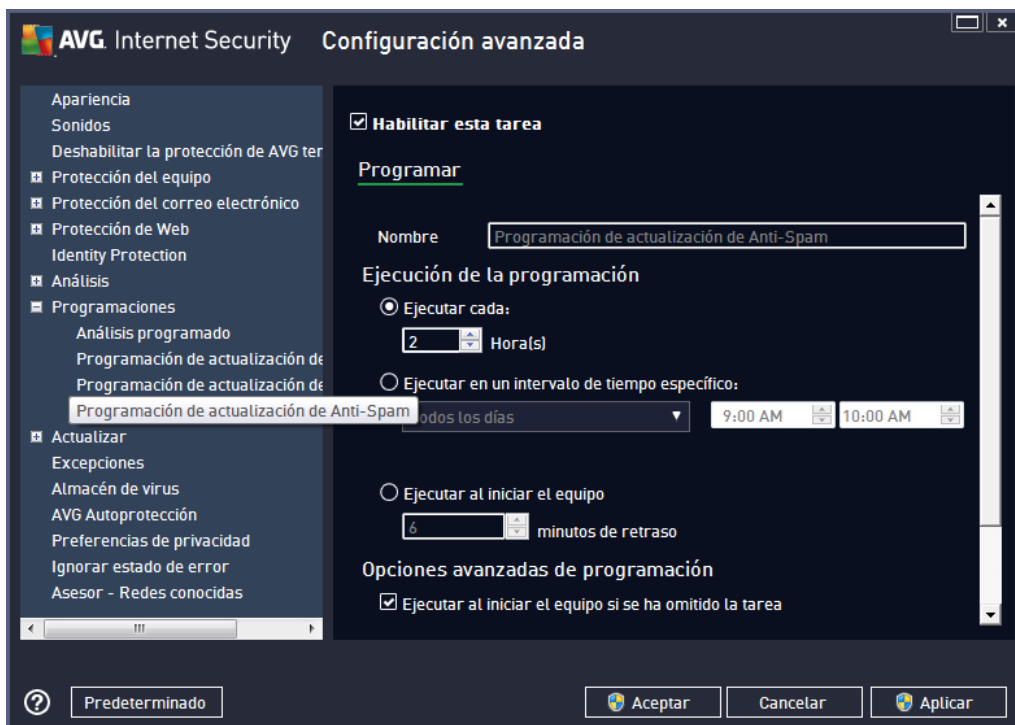 AVG. Internet Security Configuración avanzada
Apariencia
Sonidos
Deshabilitar la protección de AVG ter
Protección del equipo
Protección del correo electrónico
Protección de Web
Identity Protection
Análisis
Programaciones
Análisis programado
Programación de actualización de
Programación de actualización de
Programación de actualización de Anti-Spam
Actualizar
Excepciones
Almacén de virus
AVG Autoprotección
Preferencias de privacidad
Ignorar estado de error
Asesor - Redes conocidas
Habilitar esta tarea
Programar
Nombre Programación de actualización de Anti-Spam
Ejecución de la programación
Ejecutar cada:
2 Hora(s)
Ejecutar en un intervalo de tiempo específico:
odos los días 9:00 AM 10:00 AM
Ejecutar al iniciar el equipo
6 minutos de retraso
Opciones avanzadas de programación
Ejecutar al iniciar el equipo si se ha omitido la tarea
Predeterminado Aceptar Cancelar Aplicar